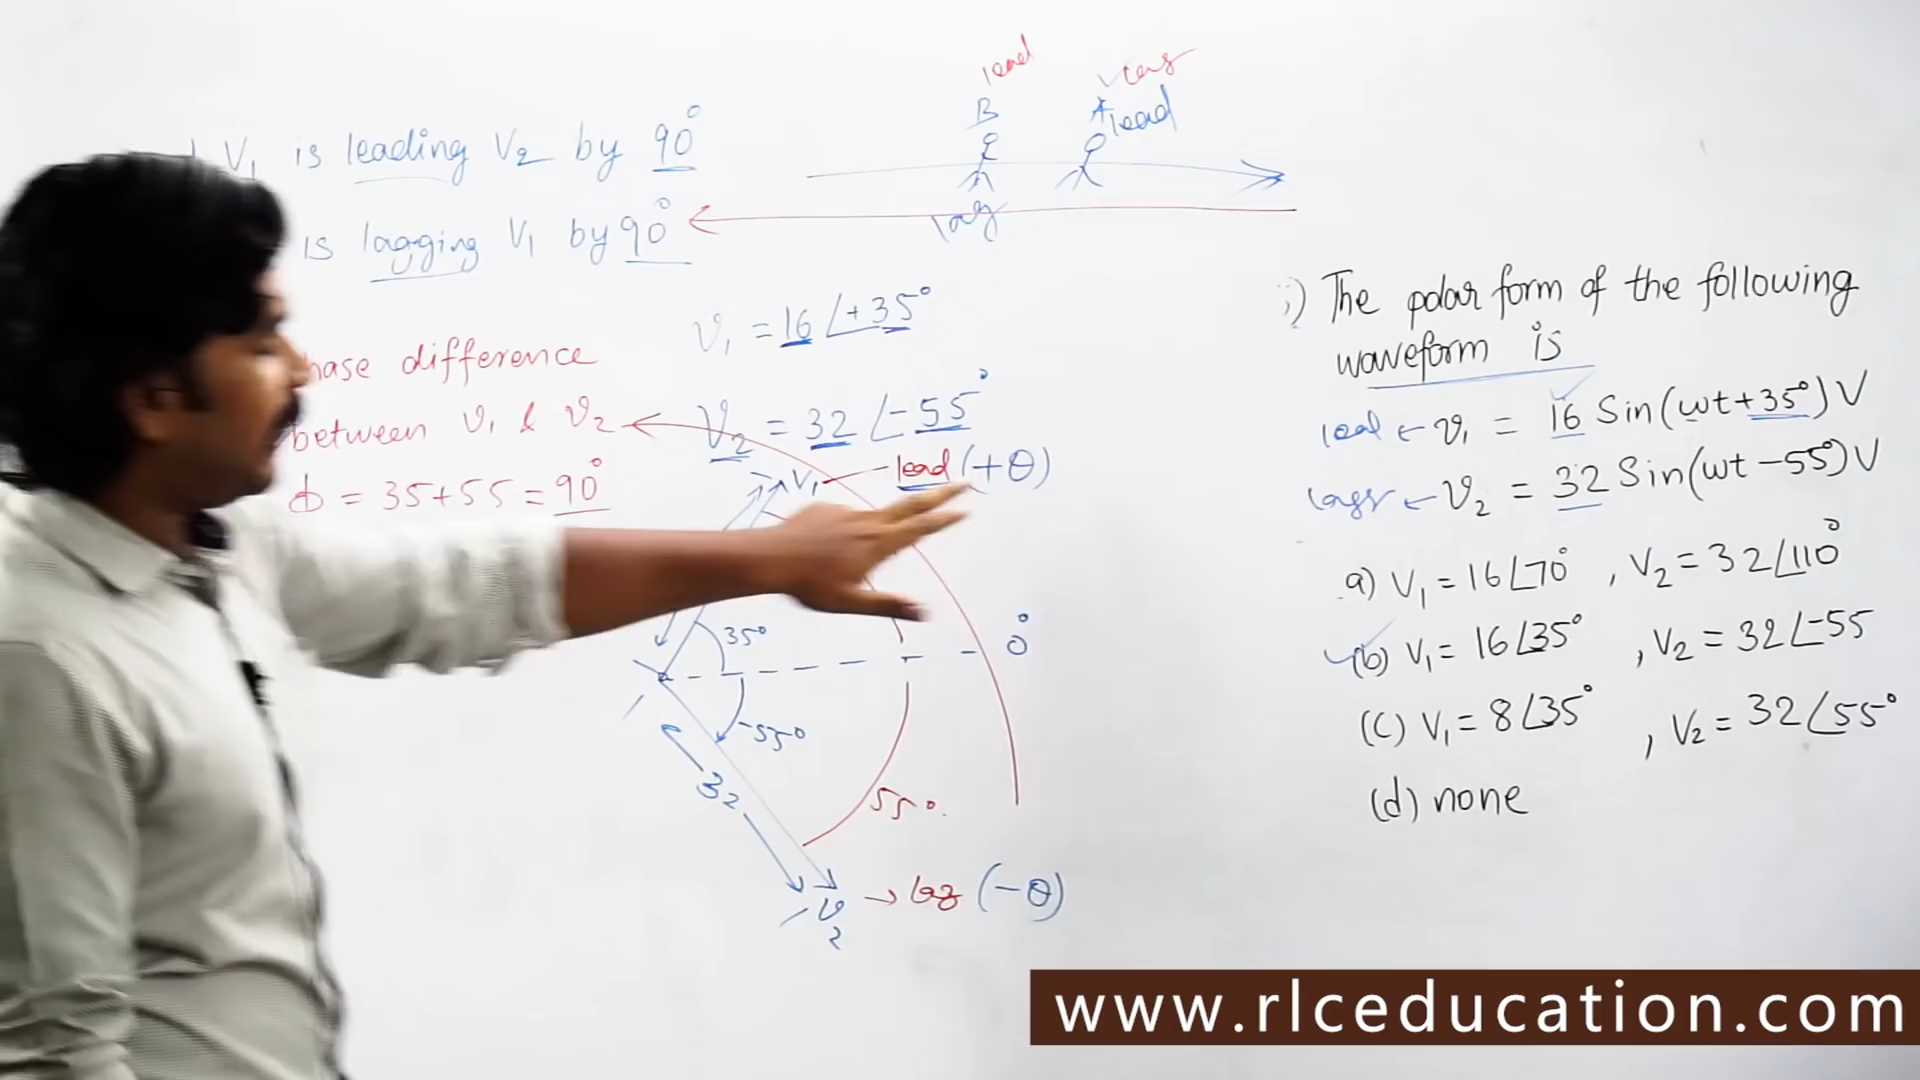 V₁ is leading V₂ by 90°
is lagging V₁ by 90°
lead
B
lag
lead
lag
hase difference
between v₁ & v₂
ϕ = 35+55 = 90°
v₁ = 16∠+35°
V₂ = 32∠-55°
V₁ lead (+θ)
35°
0°
-55°
32
55°
v₂ → lag (-θ)
The polar form of the following
waveform is
lead ← v₁ = 16 Sin(wt+35°)V
lags ← v₂ = 32 Sin(wt-55°)V
a) V₁ = 16∠70° , V₂ = 32∠110°
(b) V₁ = 16∠35° , V₂ = 32∠-55
(c) V₁ = 8∠35° , V₂ = 32∠55°
(d) none
www.rlceducation.com